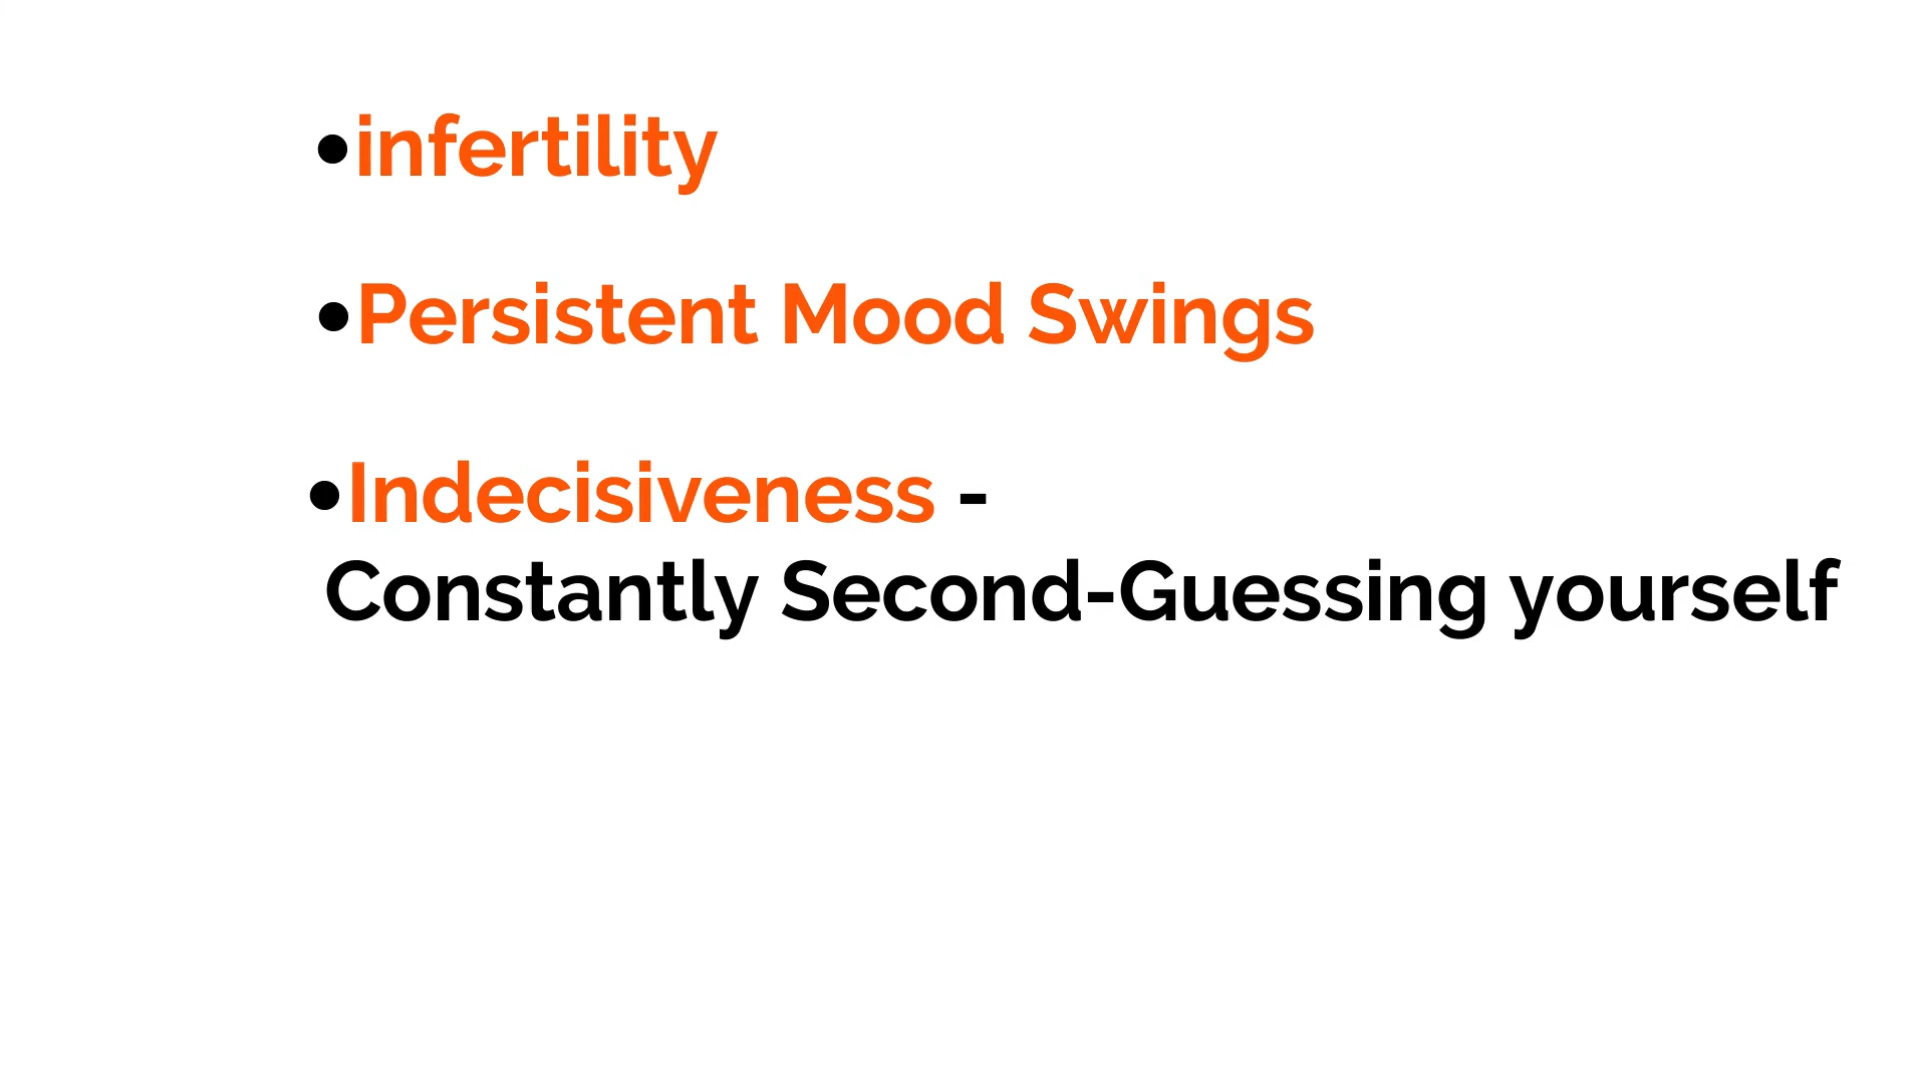 •infertility
•Persistent Mood Swings
•Indecisiveness -
Constantly Second-Guessing yourself